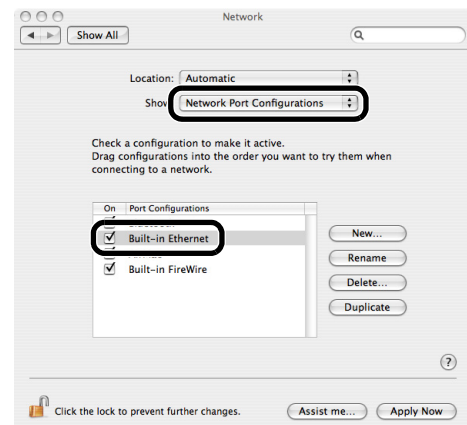 Network
Show All
Location: Automatic
Show Network Port Configurations
Check a configuration to make it active.
Drag configurations into the order you want to try them when
connecting to a network.
On Port Configurations
Built-in Ethernet
Built-in FireWire
New...
Rename
Delete...
Duplicate
?
Click the lock to prevent further changes.
Assist me...
Apply Now